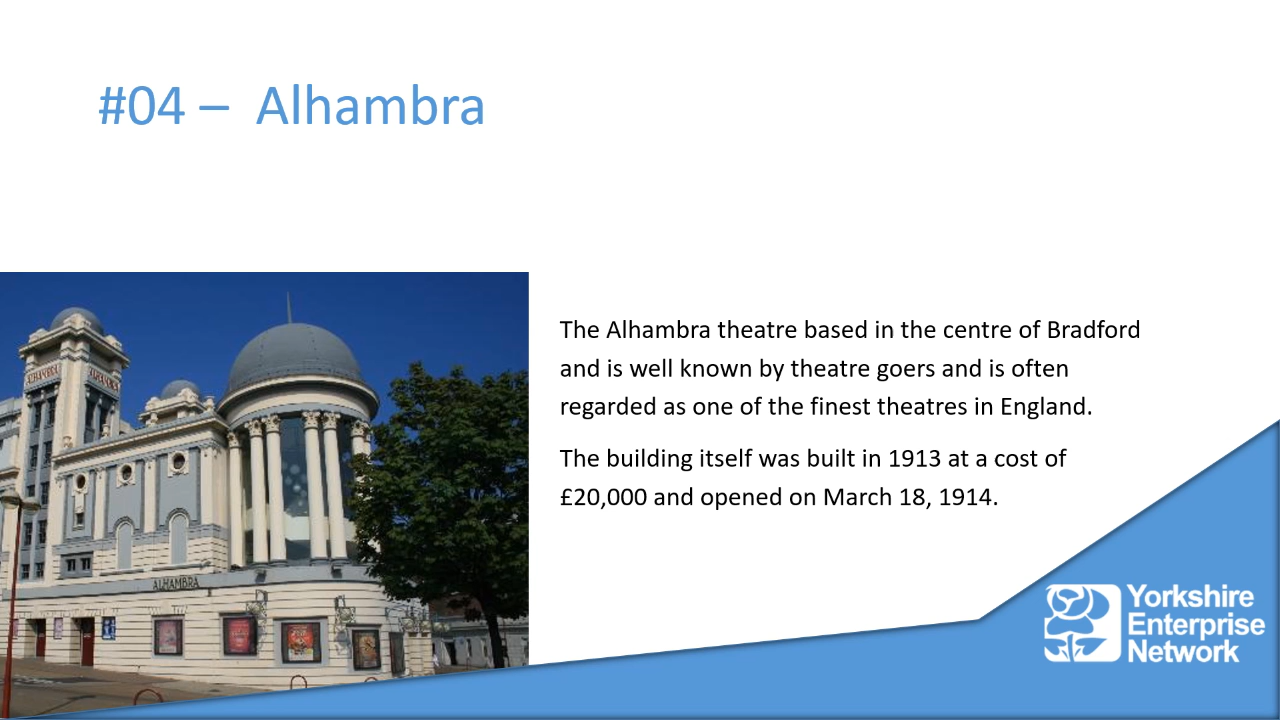 #04 – Alhambra
ALHAMBRA
ALHAMBRA
The Alhambra theatre based in the centre of Bradford
and is well known by theatre goers and is often
regarded as one of the finest theatres in England.
The building itself was built in 1913 at a cost of
£20,000 and opened on March 18, 1914.
ALHAMBRA
Yorkshire
Enterprise
Network